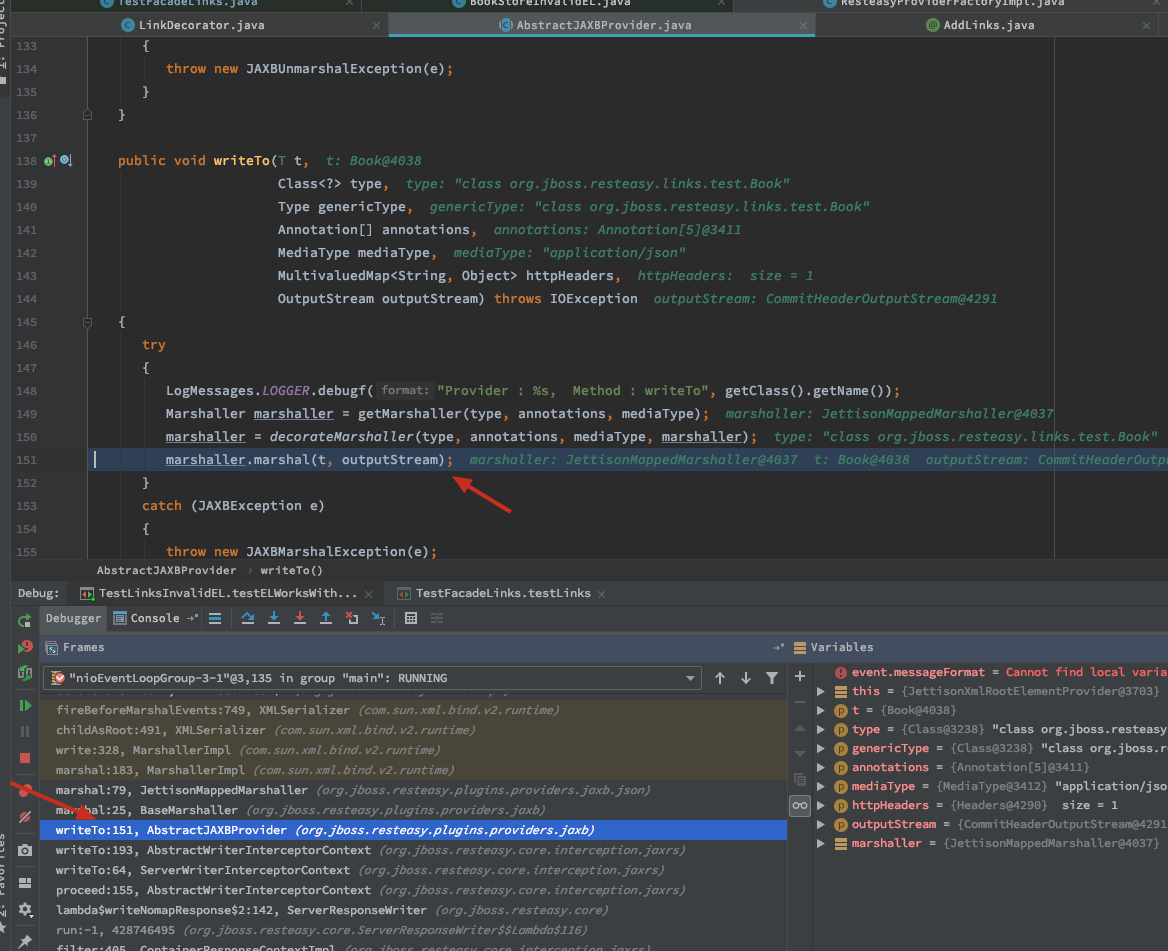 TestFacadeLinks.java
BookStoreInvalidEL.java
ResteasyProviderFactoryImpl.java
LinkDecorator.java
AbstractJAXBProvider.java
AddLinks.java
133 {
134 throw new JAXBUnmarshalException(e);
135 }
136 }
137
138 public void writeTo(T t, t: Book@4038
139 Class<?> type, type: "class org.jboss.resteasy.links.test.Book"
140 Type genericType, genericType: "class org.jboss.resteasy.links.test.Book"
141 Annotation[] annotations, annotations: Annotation[5]@3411
142 MediaType mediaType, mediaType: "application/json"
143 MultivaluedMap<String, Object> httpHeaders, httpHeaders: size = 1
144 OutputStream outputStream) throws IOException outputStream: CommitHeaderOutputStream@4291
145 {
146 try
147 {
148 LogMessages.LOGGER.debugf( format: "Provider : %s, Method : writeTo", getClass().getName());
149 Marshaller marshaller = getMarshaller(type, annotations, mediaType); marshaller: JettisonMappedMarshaller@4037
150 marshaller = decorateMarshaller(type, annotations, mediaType, marshaller); type: "class org.jboss.resteasy.links.test.Book"
151 marshaller.marshal(t, outputStream); marshaller: JettisonMappedMarshaller@4037 t: Book@4038 outputStream: CommitHeaderOutp
152 }
153 catch (JAXBException e)
154 {
155 throw new JAXBMarshalException(e);
AbstractJAXBProvider › writeTo()
Debug: TestLinksInvalidEL.testELWorksWith... TestFacadeLinks.testLinks
Debugger Console
Frames
Variables
"nioEventLoopGroup-3-1"@3,135 in group "main": RUNNING
fireBeforeMarshalEvents:749, XMLSerializer (com.sun.xml.bind.v2.runtime)
childAsRoot:491, XMLSerializer (com.sun.xml.bind.v2.runtime)
write:328, MarshallerImpl (com.sun.xml.bind.v2.runtime)
marshal:183, MarshallerImpl (com.sun.xml.bind.v2.runtime)
marshal:79, JettisonMappedMarshaller (org.jboss.resteasy.plugins.providers.jaxb.json)
marshal:25, BaseMarshaller (org.jboss.resteasy.plugins.providers.jaxb)
writeTo:151, AbstractJAXBProvider (org.jboss.resteasy.plugins.providers.jaxb)
writeTo:193, AbstractWriterInterceptorContext (org.jboss.resteasy.core.interception.jaxrs)
writeTo:64, ServerWriterInterceptorContext (org.jboss.resteasy.core.interception.jaxrs)
proceed:155, AbstractWriterInterceptorContext (org.jboss.resteasy.core.interception.jaxrs)
lambda$writeNomapResponse$2:142, ServerResponseWriter (org.jboss.resteasy.core)
run:-1, 428746495 (org.jboss.resteasy.core.ServerResponseWriter$$Lambda$116)
filter:405, ContainerResponseContextImpl (org.jboss.resteasy.core.interception.jaxrs)
event.messageFormat = Cannot find local varia
this = {JettisonXmlRootElementProvider@3703}
t = {Book@4038}
type = {Class@3238} "class org.jboss.resteasy
genericType = {Class@3238} "class org.jboss.r
annotations = {Annotation[5]@3411}
mediaType = {MediaType@3412} "application/jso
httpHeaders = {Headers@4290} size = 1
outputStream = {CommitHeaderOutputStream@4291
marshaller = {JettisonMappedMarshaller@4037}